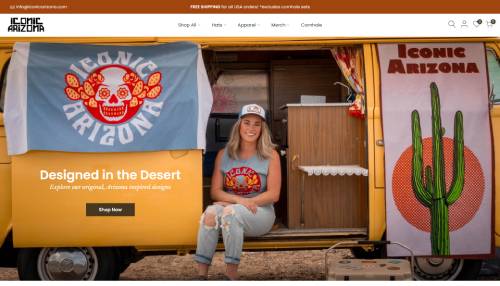 info@iconicarizona.com
FREE SHIPPING for all USA orders! *excludes cornhole sets
ICONIC
ARIZONA
Shop All
Hats
Apparel
Merch
Cornhole
0
0
ICONIC
ARIZONA
ICONIC
ARIZONA
ICONIC
Designed in the Desert
Explore our original, Arizona inspired designs
Shop Now